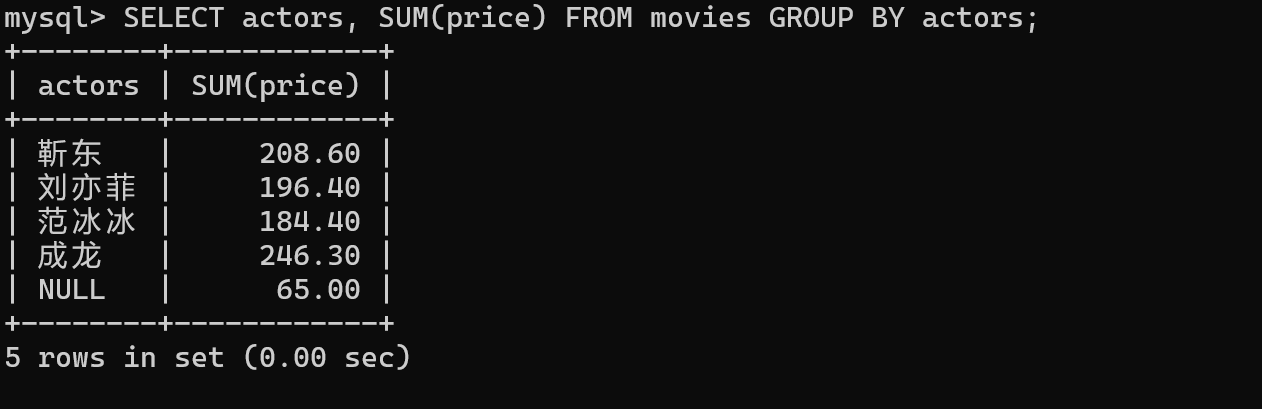 mysql> SELECT actors, SUM(price) FROM movies GROUP BY actors;
+--------+------------+
| actors | SUM(price) |
+--------+------------+
| 靳东   |     208.60 |
| 刘亦菲 |     196.40 |
| 范冰冰 |     184.40 |
| 成龙   |     246.30 |
| NULL   |      65.00 |
+--------+------------+
5 rows in set (0.00 sec)